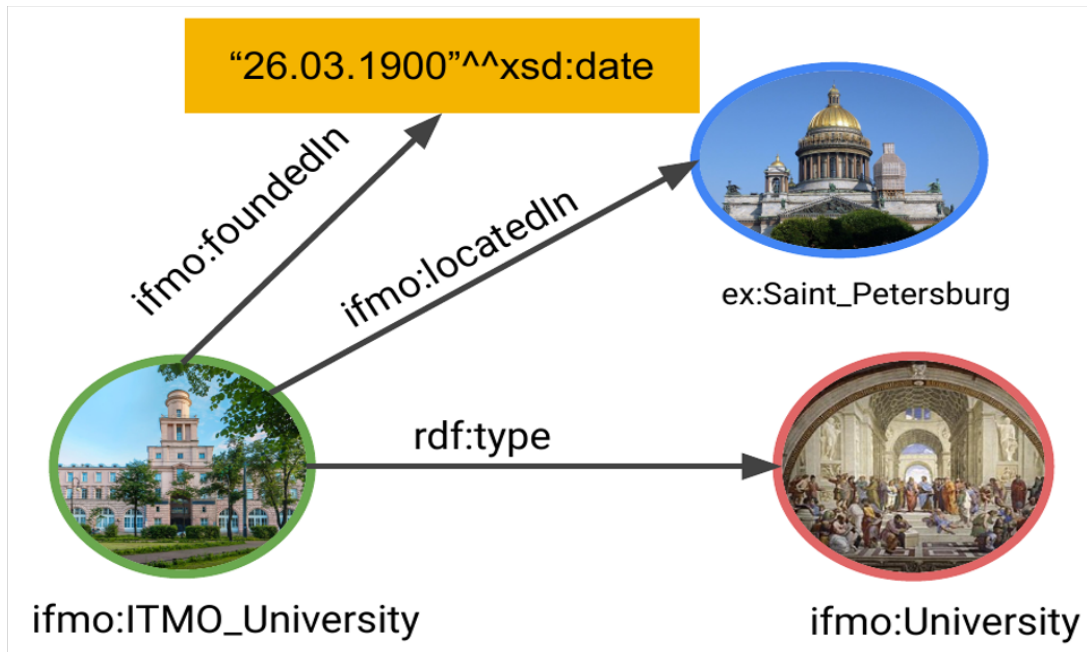 “26.03.1900”^^xsd:date
ifmo:foundedIn
ifmo:locatedIn
ex:Saint_Petersburg
rdf:type
ifmo:ITMO_University
ifmo:University